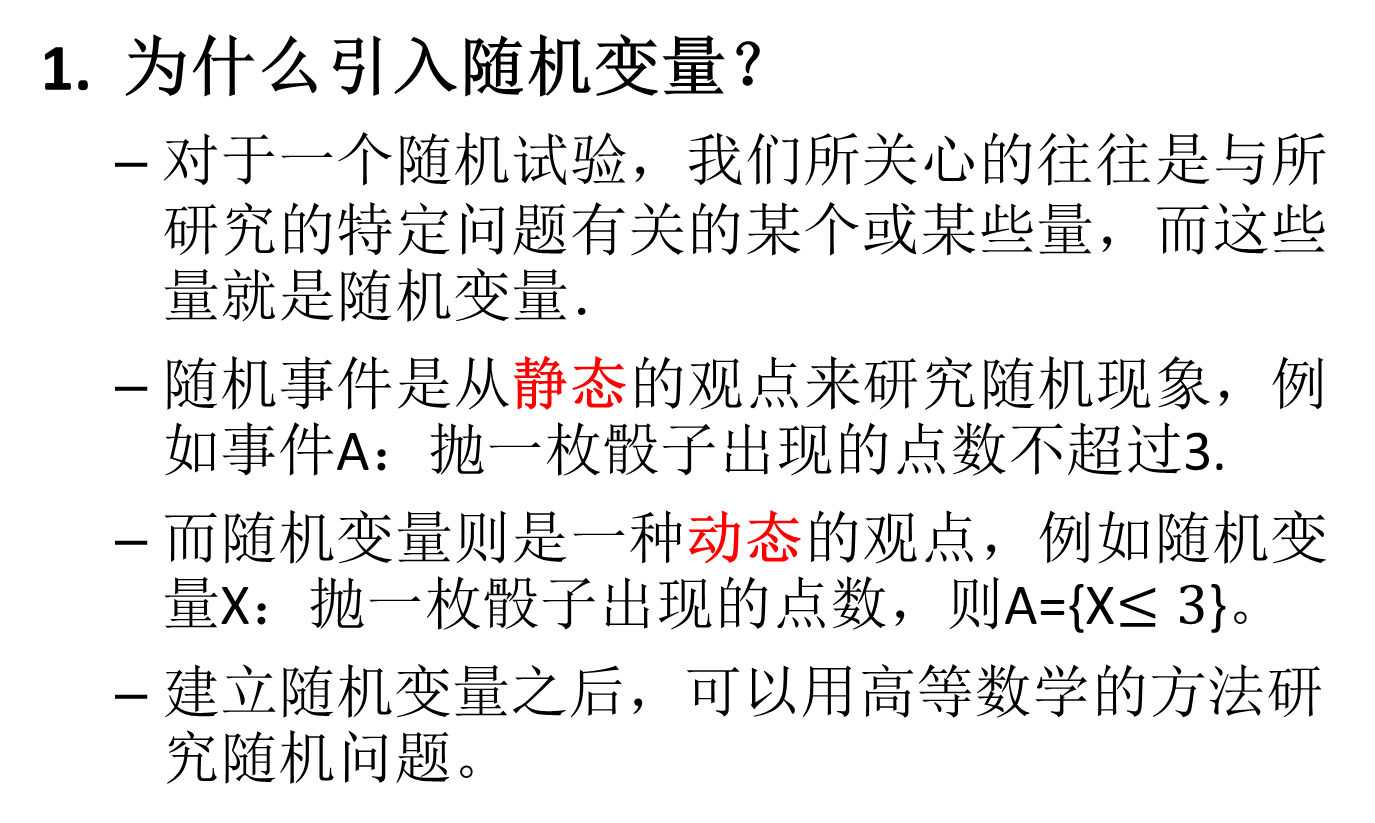 1. 为什么引入随机变量?
– 对于一个随机试验，我们所关心的往往是与所
研究的特定问题有关的某个或某些量，而这些
量就是随机变量.
– 随机事件是从静态的观点来研究随机现象，例
如事件A：抛一枚骰子出现的点数不超过3.
– 而随机变量则是一种动态的观点，例如随机变
量X：抛一枚骰子出现的点数，则A={X≤ 3}。
– 建立随机变量之后，可以用高等数学的方法研
究随机问题。